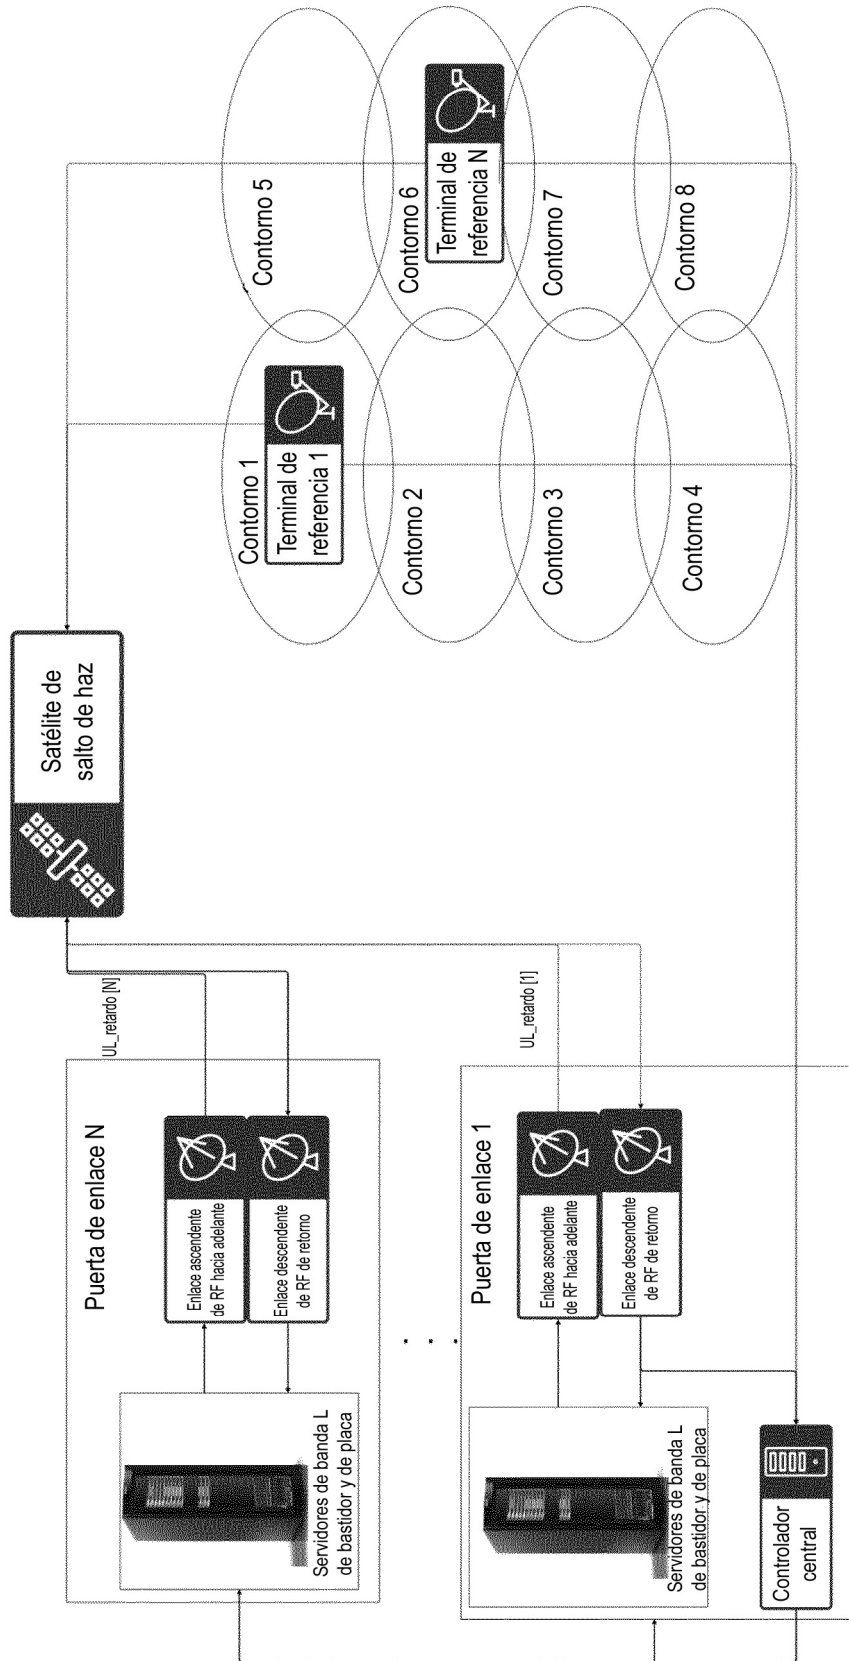 Puerta de enlace N
Servidores de banda L
de bastidor y de placa
Enlace ascendente
de RF hacia adelante
Enlace descendente
de RF de retorno
UL_retardo [N]
Satélite de
salto de haz
. . .
Puerta de enlace 1
Servidores de banda L
de bastidor y de placa
Enlace ascendente
de RF hacia adelante
Enlace descendente
de RF de retorno
UL_retardo [1]
Controlador
central
Contorno 1
Terminal de
referencia 1
Contorno 2
Contorno 3
Contorno 4
Contorno 5
Contorno 6
Terminal de
referencia N
Contorno 7
Contorno 8